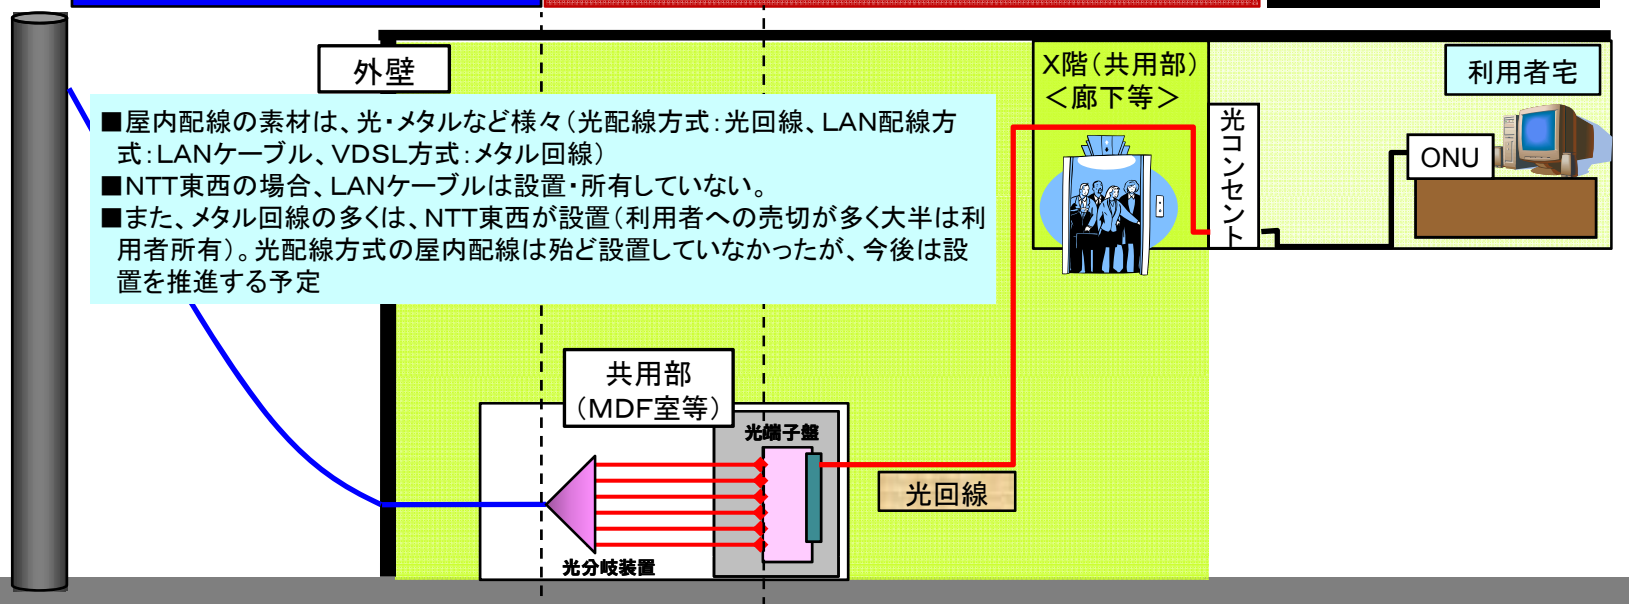 外壁
X階(共用部)
<廊下等>
利用者宅
■屋内配線の素材は、光・メタルなど様々(光配線方式:光回線、LAN配線方
式:LANケーブル、VDSL方式:メタル回線)
■NTT東西の場合、LANケーブルは設置・所有していない。
■また、メタル回線の多くは、NTT東西が設置(利用者への売切が多く大半は利
用者所有)。光配線方式の屋内配線は殆ど設置していなかったが、今後は設
置を推進する予定
光コンセント
ONU
共用部
(MDF室等)
光端子盤
光回線
光分岐装置